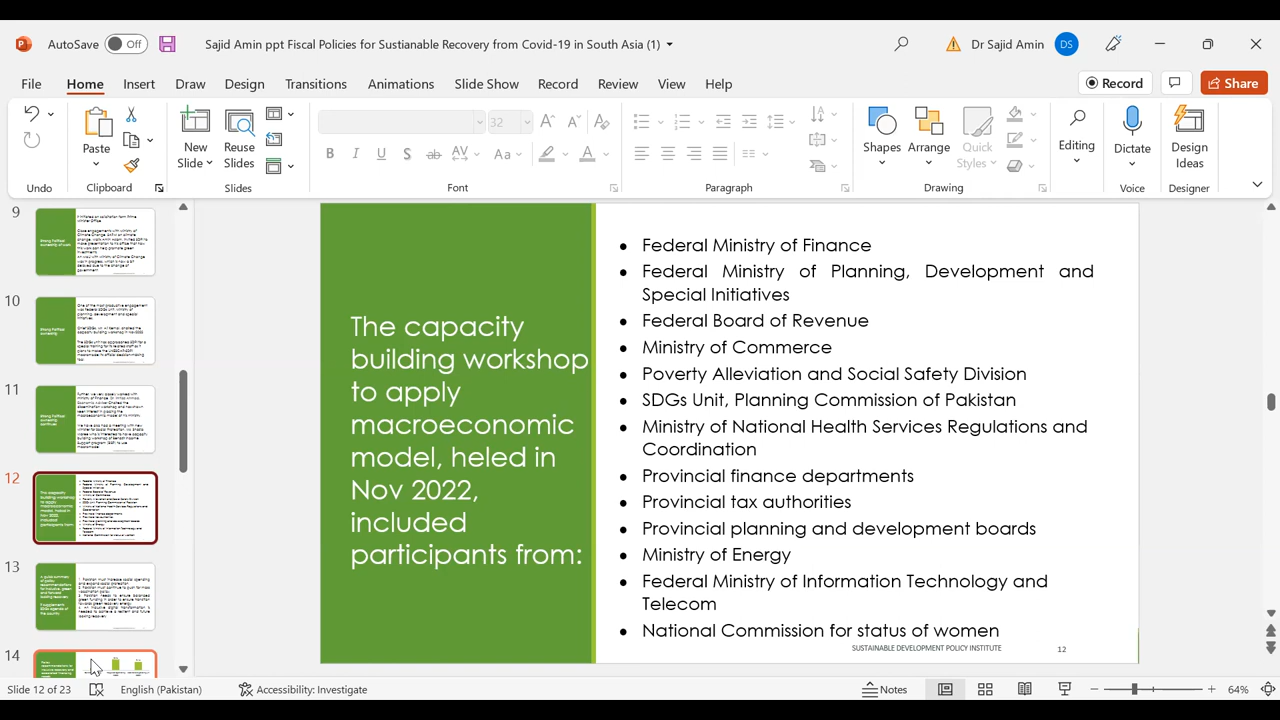 AutoSave Off Sajid Amin ppt Fiscal Policies for Sustianable Recovery from Covid-19 in South Asia (1) Dr Sajid Amin DS
File Home Insert Draw Design Transitions Animations Slide Show Record Review View Help Record Share
32
Paste New Slide Reuse Slides Shapes Arrange Quick Styles Editing Dictate Design Ideas
Undo Clipboard Slides Font Paragraph Drawing Voice Designer
9
10
11
12
13
14
The capacity
building workshop
to apply
macroeconomic
model, heled in
Nov 2022,
included
participants from:
• Federal Ministry of Finance
• Federal Ministry of Planning, Development and
Special Initiatives
• Federal Board of Revenue
• Ministry of Commerce
• Poverty Alleviation and Social Safety Division
• SDGs Unit, Planning Commission of Pakistan
• Ministry of National Health Services Regulations and
Coordination
• Provincial finance departments
• Provincial tax authorities
• Provincial planning and development boards
• Ministry of Energy
• Federal Ministry of Information Technology and
Telecom
• National Commission for status of women
SUSTAINABLE DEVELOPMENT POLICY INSTITUTE 12
Slide 12 of 23 English (Pakistan) Accessibility: Investigate Notes 64%